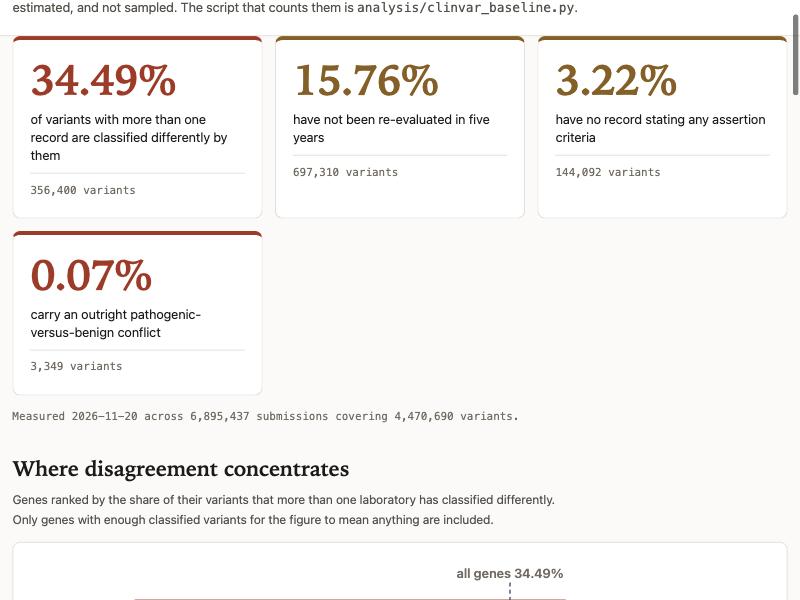 estimated, and not sampled. The script that counts them is analysis/clinvar_baseline.py.
34.49%
of variants with more than one
record are classified differently by
them
356,400 variants
15.76%
have not been re-evaluated in five
years
697,310 variants
3.22%
have no record stating any assertion
criteria
144,092 variants
0.07%
carry an outright pathogenic-
versus-benign conflict
3,349 variants
Measured 2026-11-20 across 6,895,437 submissions covering 4,470,690 variants.
Where disagreement concentrates
Genes ranked by the share of their variants that more than one laboratory has classified differently.
Only genes with enough classified variants for the figure to mean anything are included.
all genes 34.49%